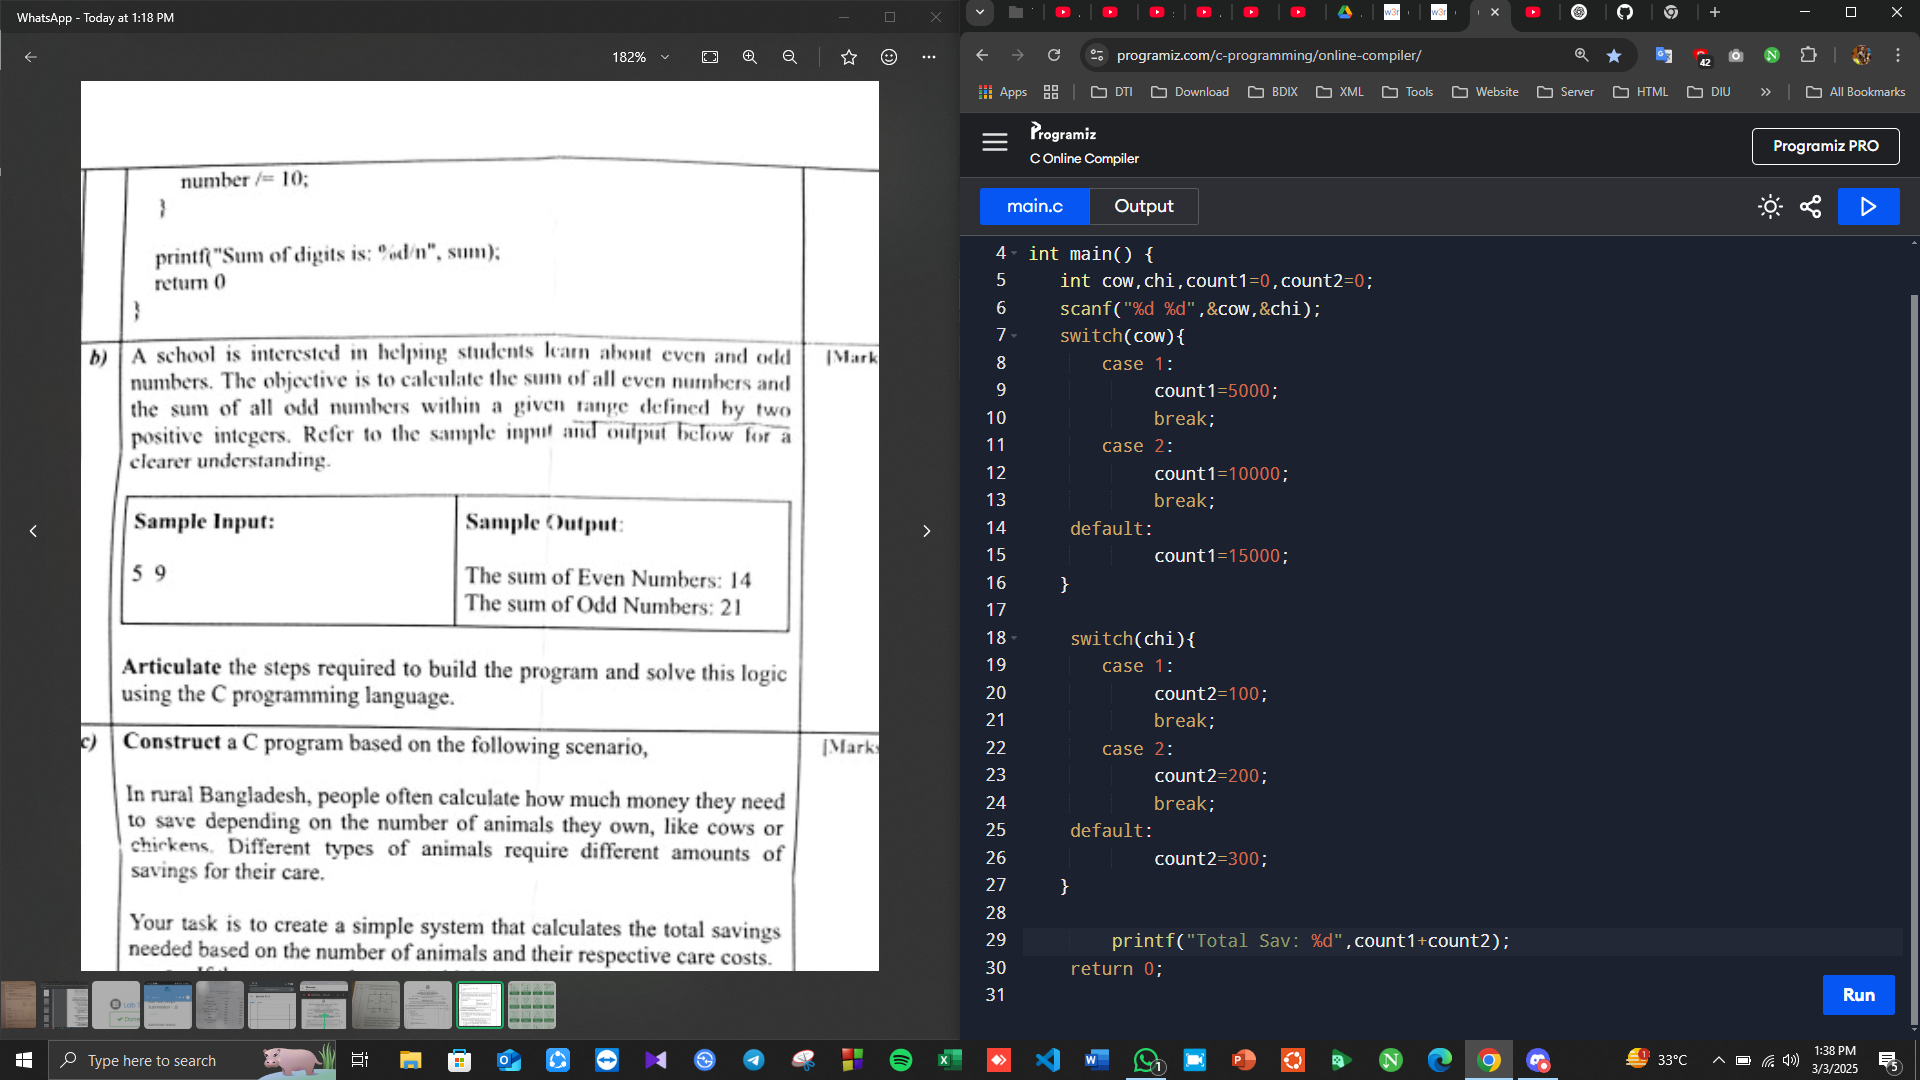 WhatsApp - Today at 1:18 PM
182%
number /= 10;
}
printf("Sum of digits is: %d/n", sum);
return 0
}
b) A school is interested in helping students learn about even and odd [Mark
numbers. The objective is to calculate the sum of all even numbers and
the sum of all odd numbers within a given range defined by two
positive integers. Refer to the sample input and output below for a
clearer understanding.
Sample Input: Sample Output:
5 9 The sum of Even Numbers: 14
The sum of Odd Numbers: 21
Articulate the steps required to build the program and solve this logic
using the C programming language.
c) Construct a C program based on the following scenario, [Marks
In rural Bangladesh, people often calculate how much money they need
to save depending on the number of animals they own, like cows or
chickens. Different types of animals require different amounts of
savings for their care.
Your task is to create a simple system that calculates the total savings
needed based on the number of animals and their respective care costs.
programiz.com/c-programming/online-compiler/
42
Apps DTI Download BDIX XML Tools Website Server HTML DIU All Bookmarks
Programiz
C Online Compiler
Programiz PRO
main.c Output
4 int main() {
5 int cow,chi,count1=0,count2=0;
6 scanf("%d %d",&cow,&chi);
7 switch(cow){
8 case 1:
9 count1=5000;
10 break;
11 case 2:
12 count1=10000;
13 break;
14 default:
15 count1=15000;
16 }
17
18 switch(chi){
19 case 1:
20 count2=100;
21 break;
22 case 2:
23 count2=200;
24 break;
25 default:
26 count2=300;
27 }
28
29 printf("Total Sav: %d",count1+count2);
30 return 0;
31
Run
Type here to search
33°C
1:38 PM
3/3/2025
5